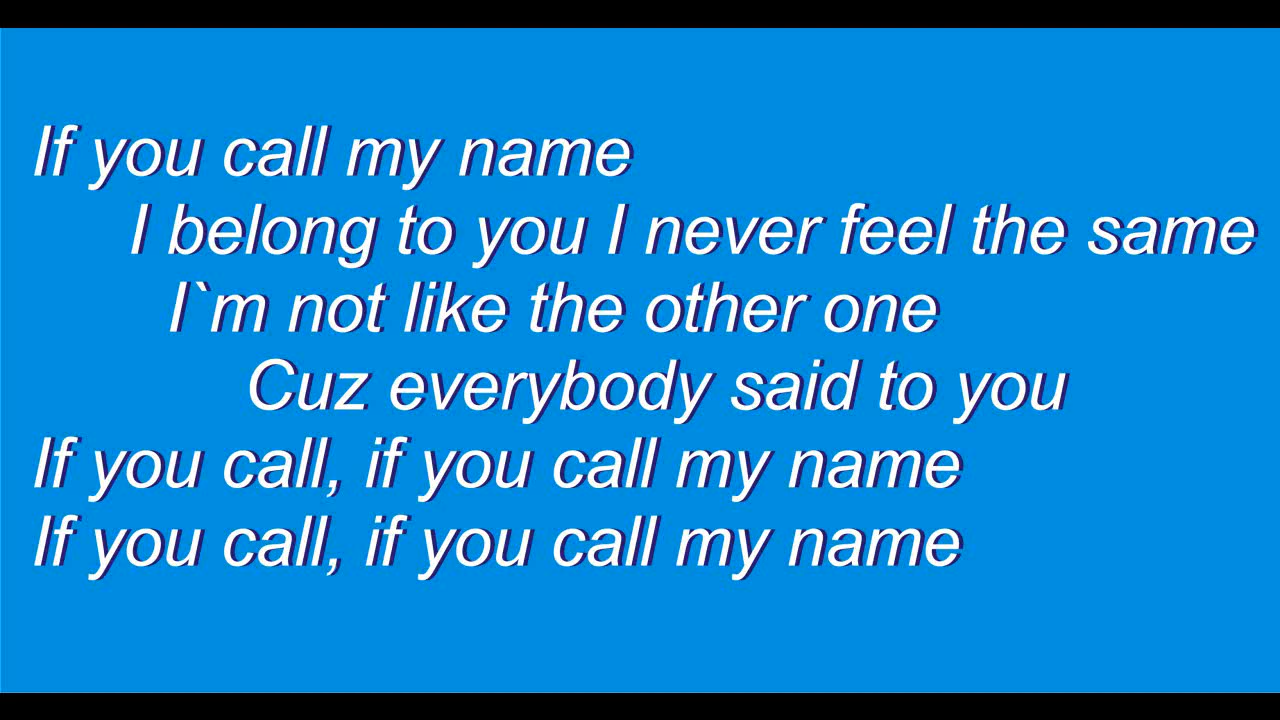 If you call my name
I belong to you I never feel the same
I`m not like the other one
Cuz everybody said to you
If you call, if you call my name
If you call, if you call my name